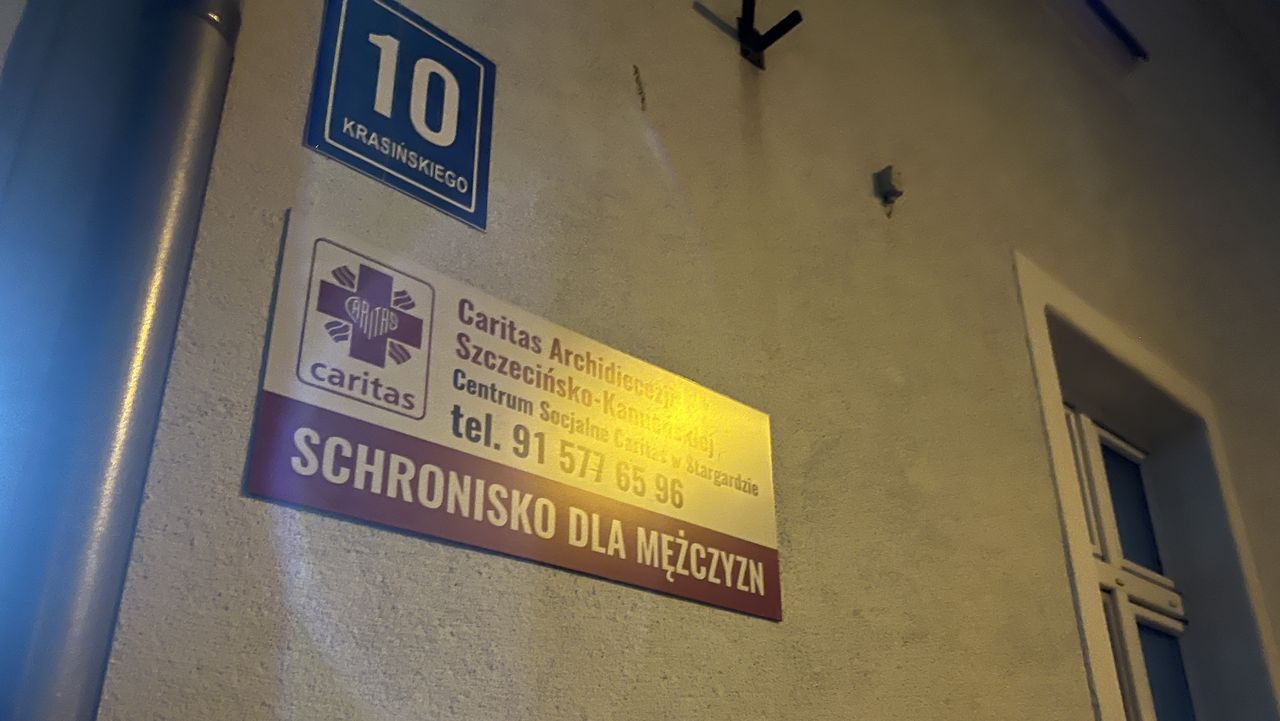 10
KRASIŃSKIEGO
CARITAS
caritas
Caritas Archidiecezji
Szczecińsko-Kamieńskiej
Centrum Socjalne Caritas w Stargardzie
tel. 91 577 65 96
SCHRONISKO DLA MĘŻCZYZN